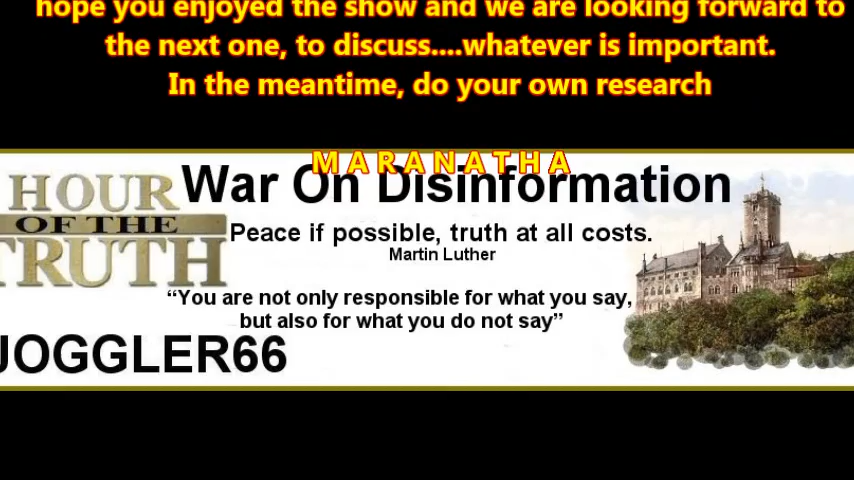 hope you enjoyed the show and we are looking forward to
the next one, to discuss....whatever is important.
In the meantime, do your own research
MARANATHA
HOUR
OF THE
TRUTH
War On Disinformation
Peace if possible, truth at all costs.
Martin Luther
“You are not only responsible for what you say,
but also for what you do not say”
JOGGLER66